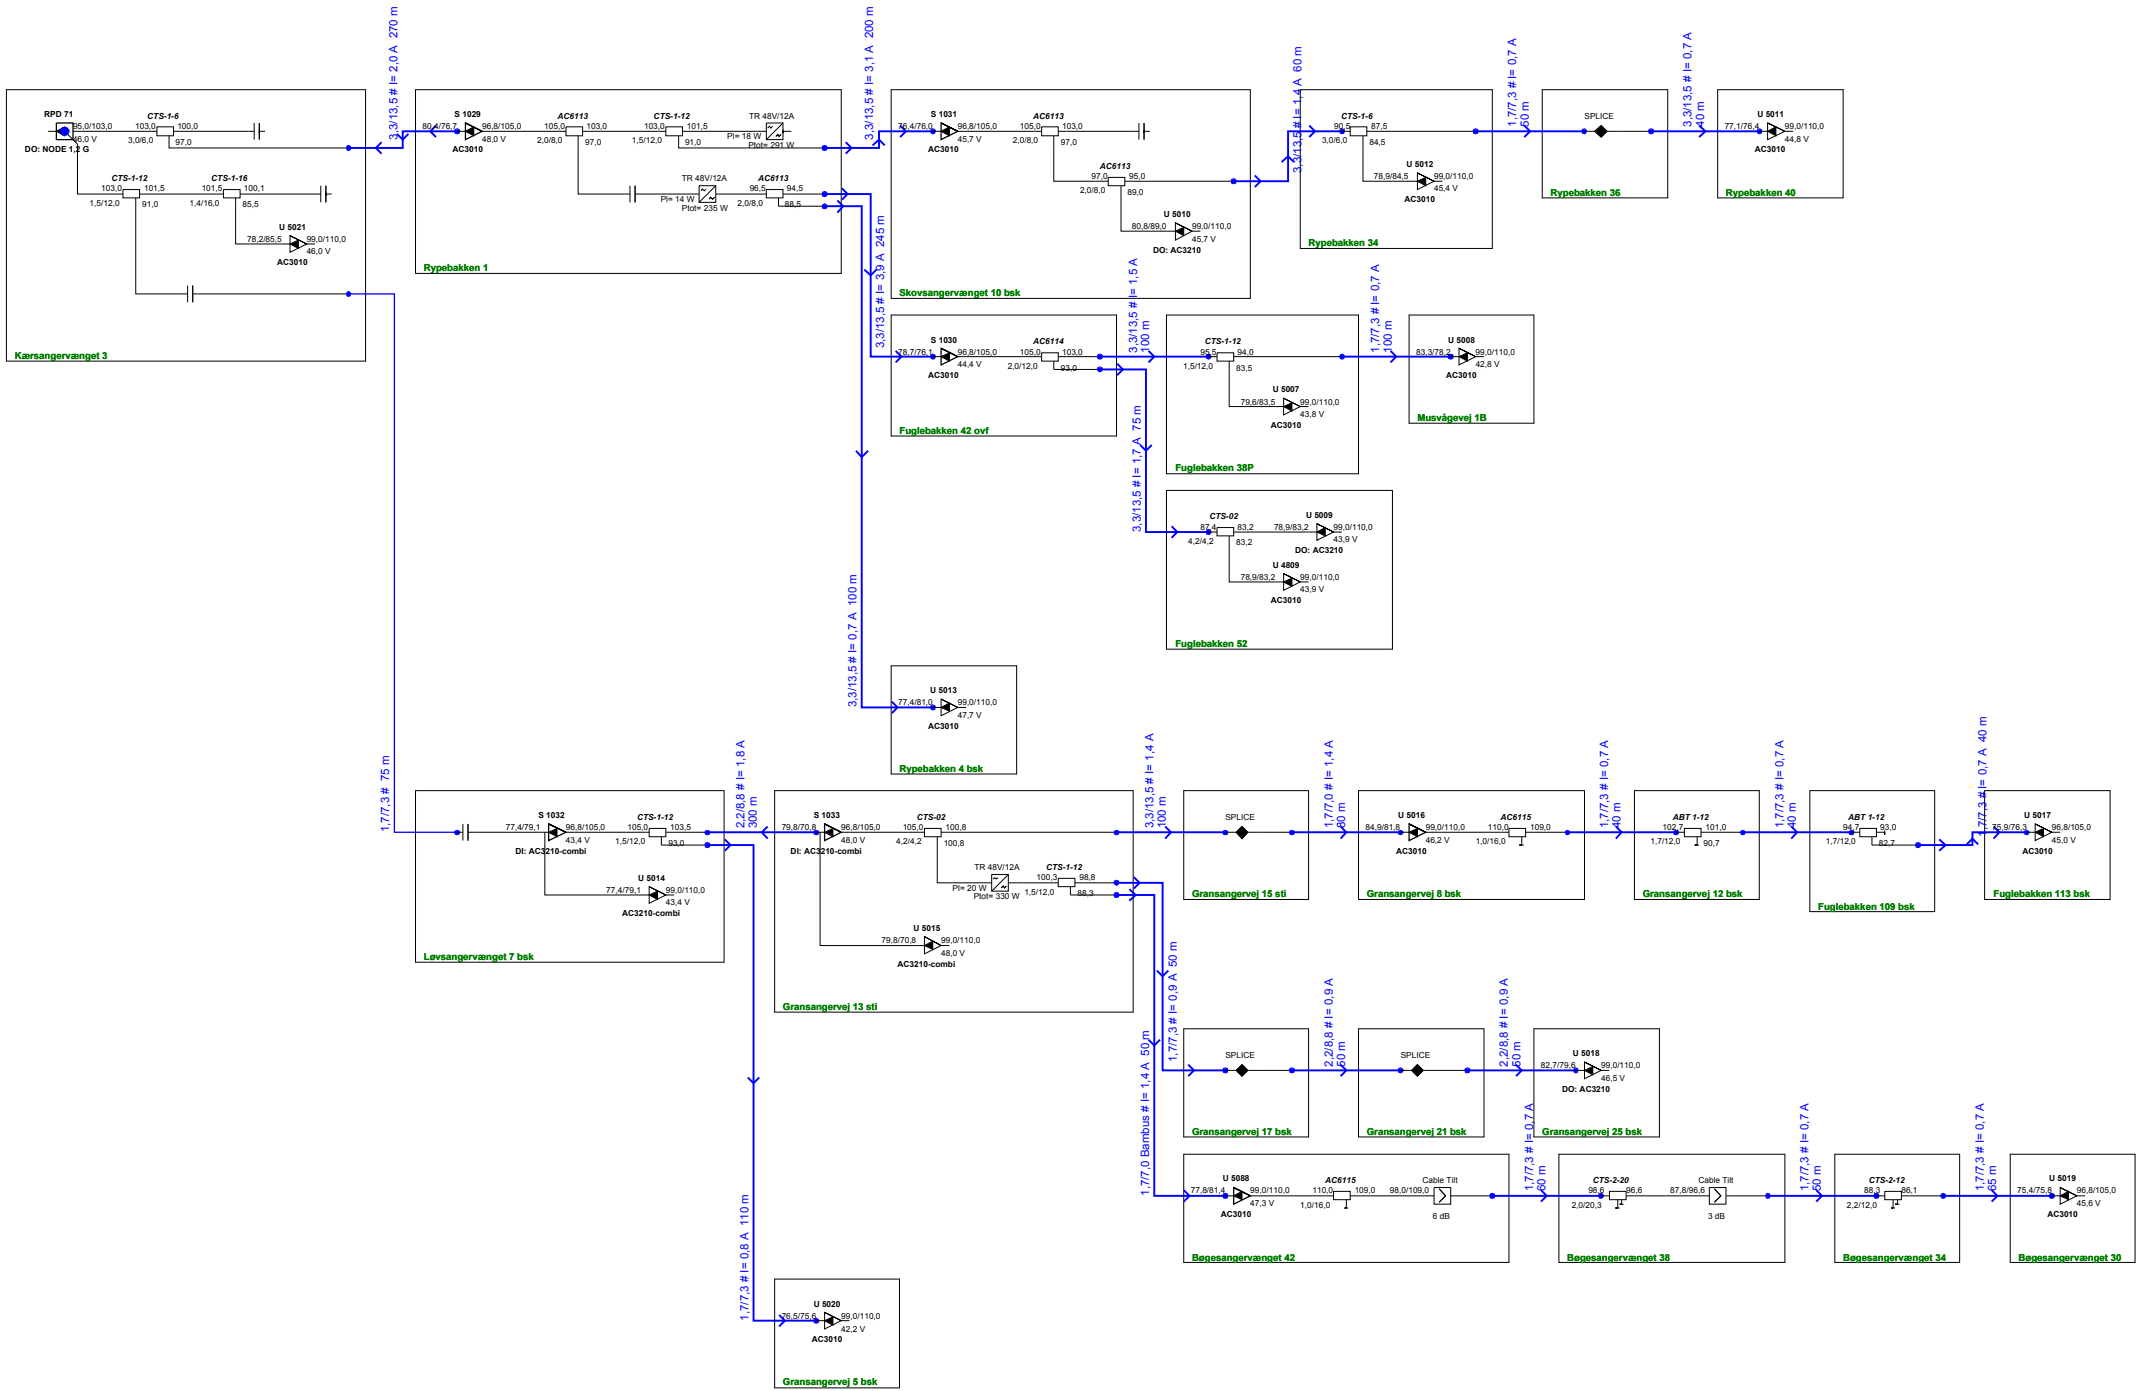 3,3/13,5 # I= 2,0 A 270 m
3,3/13,5 # I= 3,1 A 200 m
3,3/13,5 # I= 1,4 A 60 m
1,7/7,3 # I= 0,7 A
50 m
3,3/13,5 # I= 0,7 A
40 m
RPD 71
95,0/103,0
46,0 V
DO: NODE 1,2 G
CTS-1-6
103,0
100,0
3,0/6,0
97,0
CTS-1-12
103,0
101,5
1,5/12,0
91,0
CTS-1-16
101,5
100,1
1,4/16,0
85,5
U 5021
78,2/85,5
99,0/110,0
46,0 V
AC3010
Kærsangervænget 3
S 1029
80,4/76,7
96,8/105,0
48,0 V
AC3010
AC6113
105,0
103,0
2,0/8,0
97,0
CTS-1-12
103,0
101,5
1,5/12,0
91,0
TR 48V/12A
Pl= 18 W
Ptot= 291 W
TR 48V/12A
Pl= 14 W
Ptot= 235 W
AC6113
96,5
94,5
2,0/8,0
88,5
Rypebakken 1
S 1031
76,4/76,0
96,8/105,0
45,7 V
AC3010
AC6113
105,0
103,0
2,0/8,0
97,0
AC6113
97,0
95,0
2,0/8,0
89,0
U 5010
80,8/89,0
99,0/110,0
45,7 V
DO: AC3210
Skovsangervænget 10 bsk
CTS-1-6
90,5
87,5
3,0/6,0
84,5
U 5012
78,9/84,5
99,0/110,0
45,4 V
AC3010
Rypebakken 34
SPLICE
Rypebakken 36
U 5011
77,1/76,4
99,0/110,0
44,8 V
AC3010
Rypebakken 40
3,3/13,5 # I= 3,9 A 245 m
3,3/13,5 # I= 1,5 A
100 m
1,7/7,3 # I= 0,7 A
100 m
S 1030
78,7/76,1
96,8/105,0
44,4 V
AC3010
AC6114
105,0
103,0
2,0/12,0
93,0
Fuglebakken 42 ovf
CTS-1-12
95,5
94,0
1,5/12,0
83,5
U 5007
79,6/83,5
99,0/110,0
43,8 V
AC3010
Fuglebakken 38P
U 5008
83,3/78,2
99,0/110,0
42,8 V
AC3010
Musvågevej 1B
3,3/13,5 # I= 1,7 A 75 m
CTS-02
87,4
83,2
4,2/4,2
83,2
U 5009
78,9/83,2
99,0/110,0
43,9 V
DO: AC3210
U 4809
78,9/83,2
99,0/110,0
43,9 V
AC3010
Fuglebakken 52
3,3/13,5 # I= 0,7 A 100 m
U 5013
77,4/81,0
99,0/110,0
47,7 V
AC3010
Rypebakken 4 bsk
1,7/7,3 # 75 m
2,2/8,8 # I= 1,8 A
300 m
3,3/13,5 # I= 1,4 A
100 m
1,7/7,0 # I= 1,4 A
80 m
1,7/7,3 # I= 0,7 A
40 m
1,7/7,3 # I= 0,7 A
40 m
1,7/7,3 # I= 0,7 A 40 m
S 1032
77,4/79,1
96,8/105,0
43,4 V
DI: AC3210-combi
CTS-1-12
105,0
103,5
1,5/12,0
93,0
U 5014
77,4/79,1
99,0/110,0
43,4 V
AC3210-combi
Løvsangervænget 7 bsk
S 1033
79,8/70,8
96,8/105,0
48,0 V
DI: AC3210-combi
CTS-02
105,0
100,8
4,2/4,2
100,8
TR 48V/12A
Pl= 20 W
Ptot= 330 W
CTS-1-12
100,3
98,8
1,5/12,0
88,3
U 5015
79,8/70,8
99,0/110,0
48,0 V
AC3210-combi
Gransangervej 13 sti
SPLICE
Gransangervej 15 sti
U 5016
84,9/81,8
99,0/110,0
46,2 V
AC3010
AC6115
110,0
109,0
1,0/16,0
Gransangervej 8 bsk
ABT 1-12
102,7
101,0
1,7/12,0
90,7
Gransangervej 12 bsk
ABT 1-12
94,7
93,0
1,7/12,0
82,7
Fuglebakken 109 bsk
U 5017
75,9/76,3
96,8/105,0
45,0 V
AC3010
Fuglebakken 113 bsk
1,7/7,3 # I= 0,9 A 50 m
2,2/8,8 # I= 0,9 A
50 m
2,2/8,8 # I= 0,9 A
50 m
SPLICE
Gransangervej 17 bsk
SPLICE
Gransangervej 21 bsk
U 5018
82,7/79,6
99,0/110,0
46,5 V
DO: AC3210
Gransangervej 25 bsk
1,7/7,0 Bambus # I= 1,4 A 50 m
1,7/7,3 # I= 0,7 A
60 m
1,7/7,3 # I= 0,7 A
50 m
1,7/7,3 # I= 0,7 A
65 m
U 5088
77,8/81,4
99,0/110,0
47,3 V
AC3010
AC6115
110,0
109,0
1,0/16,0
Cable Tilt
98,0/109,0
6 dB
Bøgesangervænget 42
CTS-2-20
98,6
96,6
2,0/20,3
Cable Tilt
87,8/96,6
3 dB
Bøgesangervænget 38
CTS-2-12
88,3
86,1
2,2/12,0
Bøgesangervænget 34
U 5019
75,4/75,8
96,8/105,0
45,6 V
AC3010
Bøgesangervænget 30
1,7/7,3 # I= 0,8 A 110 m
U 5020
76,5/75,6
99,0/110,0
42,2 V
AC3010
Gransangervej 5 bsk